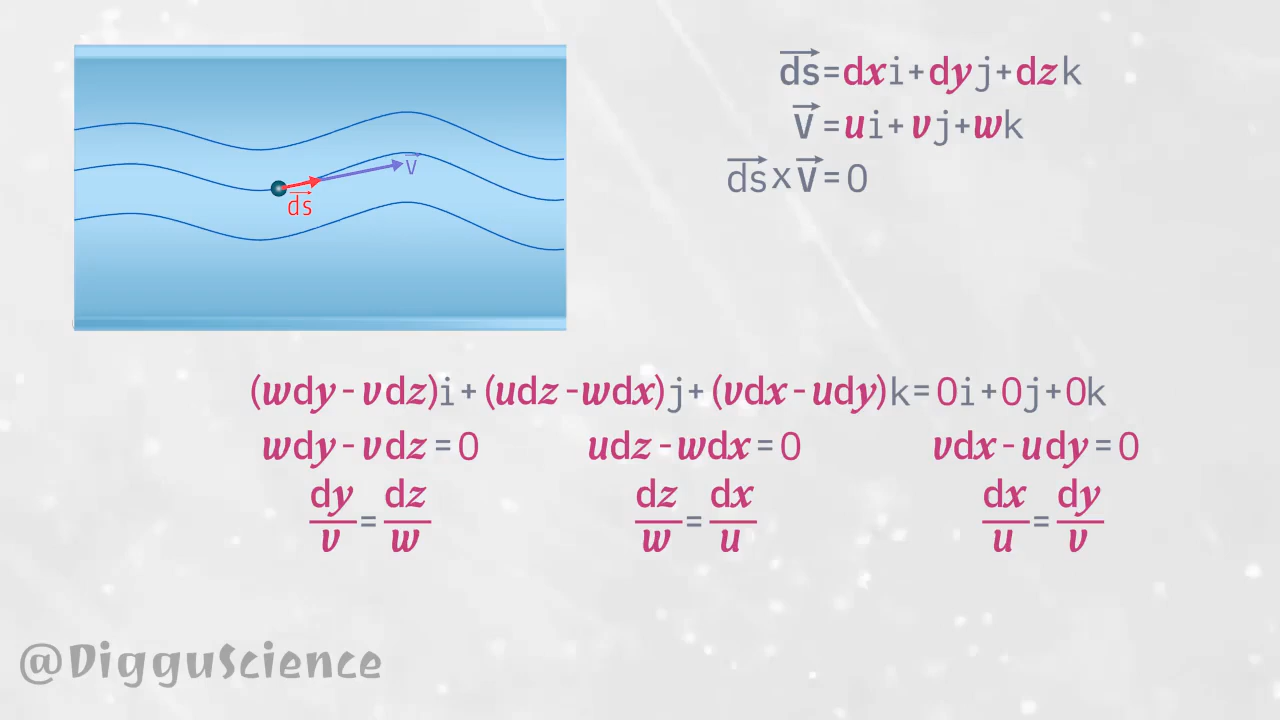 ds=dxi+dyj+dzk
V=ui+vj+wk
dsxV=0
V
ds
(wdy-vdz)i+(udz-wdx)j+(vdx-udy)k=0i+0j+0k
wdy-vdz=0 udz-wdx=0 vdx-udy=0
dy/v=dz/w dz/w=dx/u dx/u=dy/v
@DigguScience